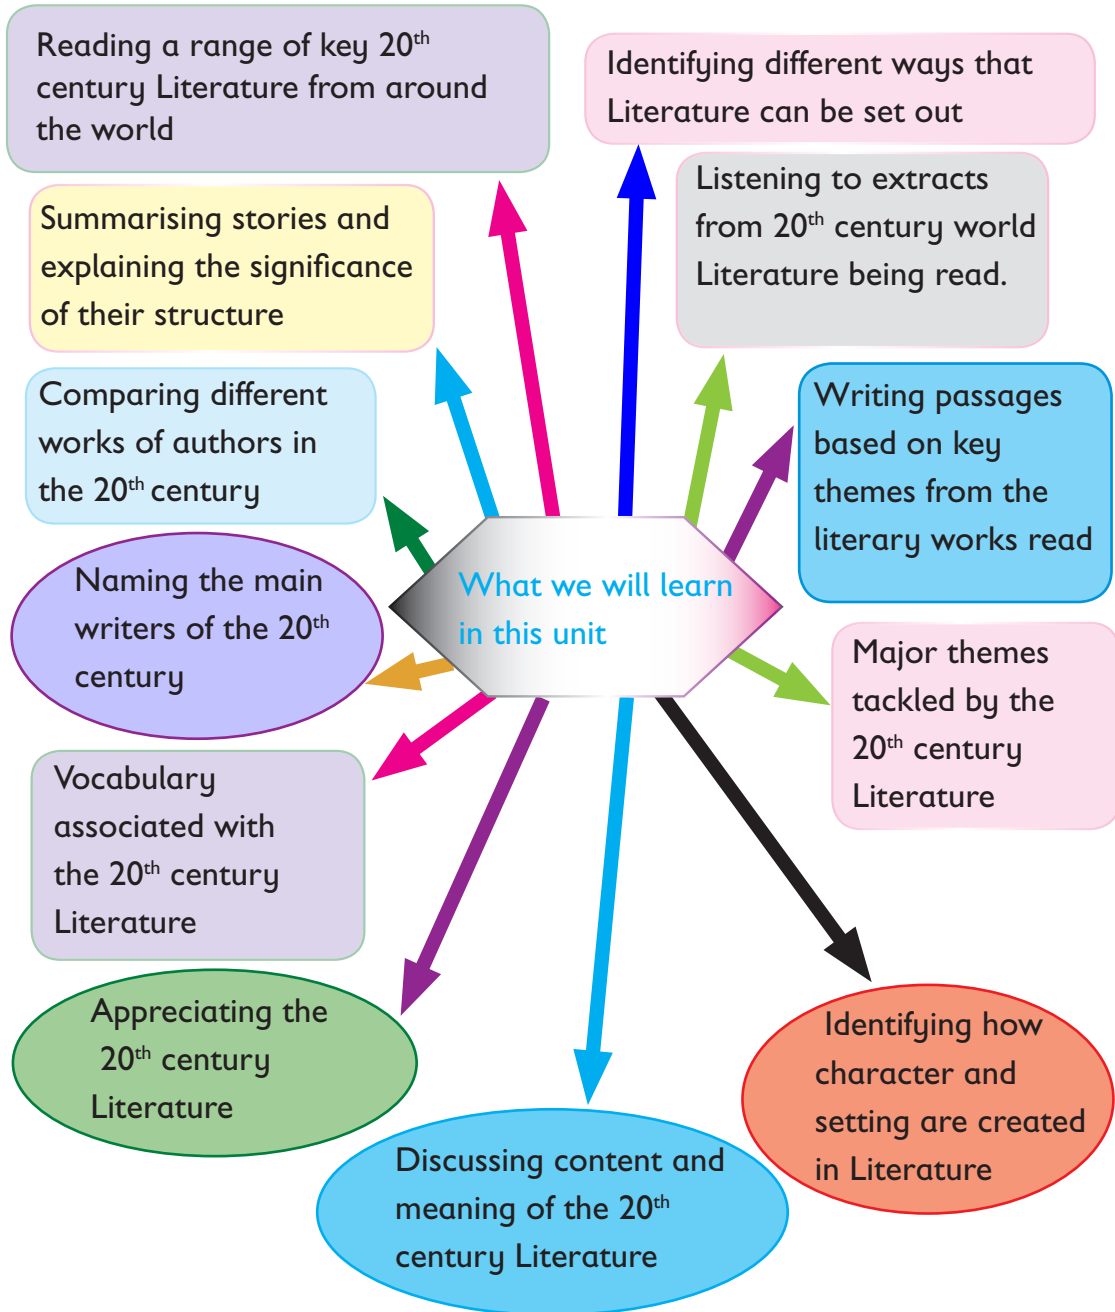 Reading a range of key 20th
century Literature from around
the world
Identifying different ways that
Literature can be set out
Summarising stories and
explaining the significance
of their structure
Listening to extracts
from 20th century world
Literature being read.
Comparing different
works of authors in
the 20th century
Writing passages
based on key
themes from the
literary works read
Naming the main
writers of the 20th
century
What we will learn
in this unit
Major themes
tackled by the
20th century
Literature
Vocabulary
associated with
the 20th century
Literature
Appreciating the
20th century
Literature
Identifying how
character and
setting are created
in Literature
Discussing content and
meaning of the 20th
century Literature